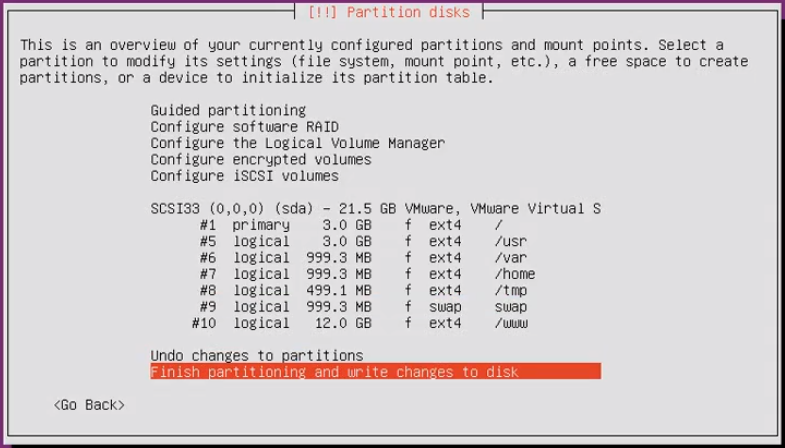 [!!] Partition disks
This is an overview of your currently configured partitions and mount points. Select a
partition to modify its settings (file system, mount point, etc.), a free space to create
partitions, or a device to initialize its partition table.
Guided partitioning
Configure software RAID
Configure the Logical Volume Manager
Configure encrypted volumes
Configure iSCSI volumes
SCSI33 (0,0,0) (sda) - 21.5 GB VMware, VMware Virtual S
#1 primary 3.0 GB f ext4 /
#5 logical 3.0 GB f ext4 /usr
#6 logical 999.3 MB f ext4 /var
#7 logical 999.3 MB f ext4 /home
#8 logical 499.1 MB f ext4 /tmp
#9 logical 999.3 MB f swap swap
#10 logical 12.0 GB f ext4 /www
Undo changes to partitions
Finish partitioning and write changes to disk
<Go Back>